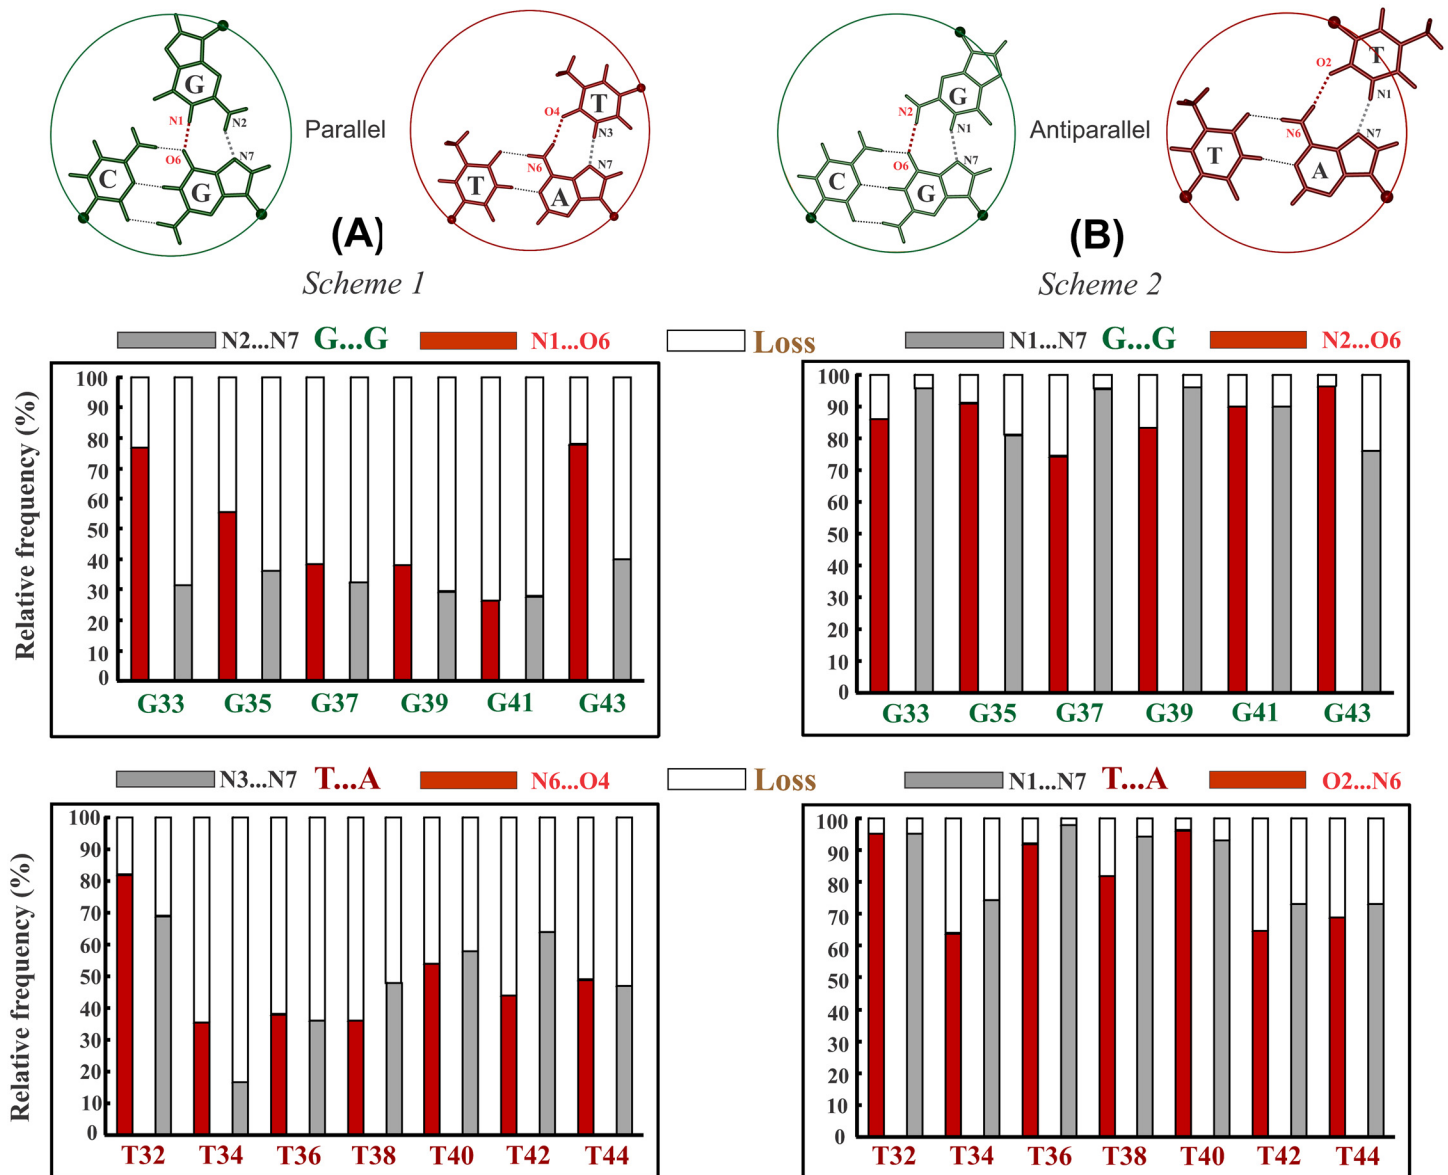 G
N1
N2
O6
N7
C
G
Parallel
T
O4
N3
N6
N7
T
A
(A)
Scheme 1
G
N2
N1
O6
N7
C
G
Antiparallel
T
O2
N1
N6
N7
T
A
(B)
Scheme 2
N2...N7 G...G N1...O6 Loss
Relative frequency (%)
100
90
80
70
60
50
40
30
20
10
0
G33 G35 G37 G39 G41 G43
N1...N7 G...G N2...O6
100
90
80
70
60
50
40
30
20
10
0
G33 G35 G37 G39 G41 G43
N3...N7 T...A N6...O4 Loss
Relative frequency (%)
100
90
80
70
60
50
40
30
20
10
0
T32 T34 T36 T38 T40 T42 T44
N1...N7 T...A O2...N6
100
90
80
70
60
50
40
30
20
10
0
T32 T34 T36 T38 T40 T42 T44